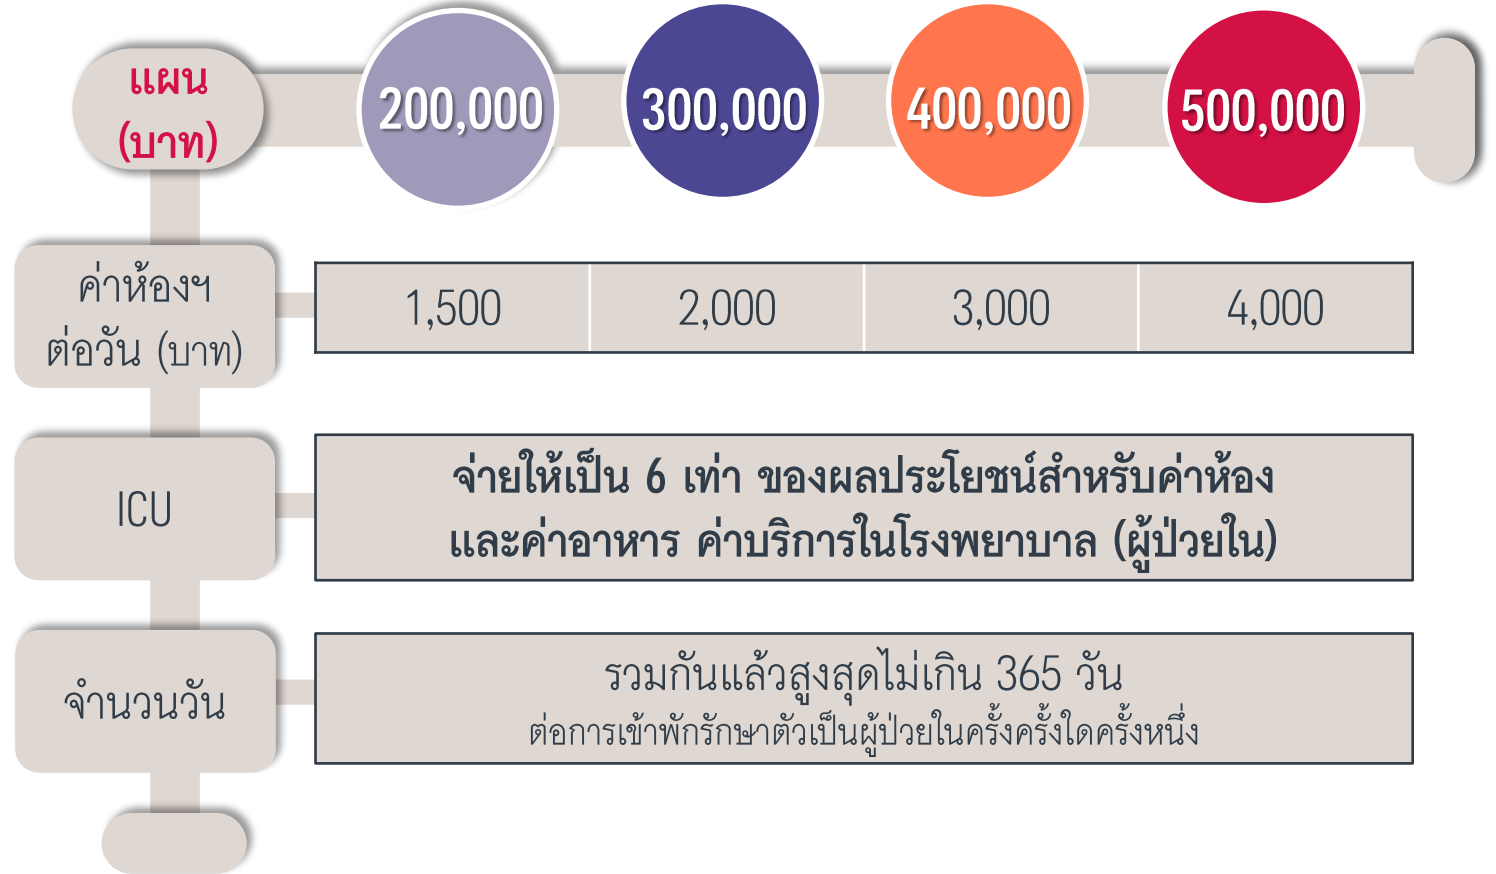 แผน
(บาท)
200,000
300,000
400,000
500,000
ค่าห้องฯ
ต่อวัน (บาท)
1,500
2,000
3,000
4,000
ICU
จ่ายให้เป็น 6 เท่า ของผลประโยชน์สำหรับค่าห้อง
และค่าอาหาร ค่าบริการในโรงพยาบาล (ผู้ป่วยใน)
จำนวนวัน
รวมกันแล้วสูงสุดไม่เกิน 365 วัน
ต่อการเข้าพักรักษาตัวเป็นผู้ป่วยในครั้งครั้งใดครั้งหนึ่ง